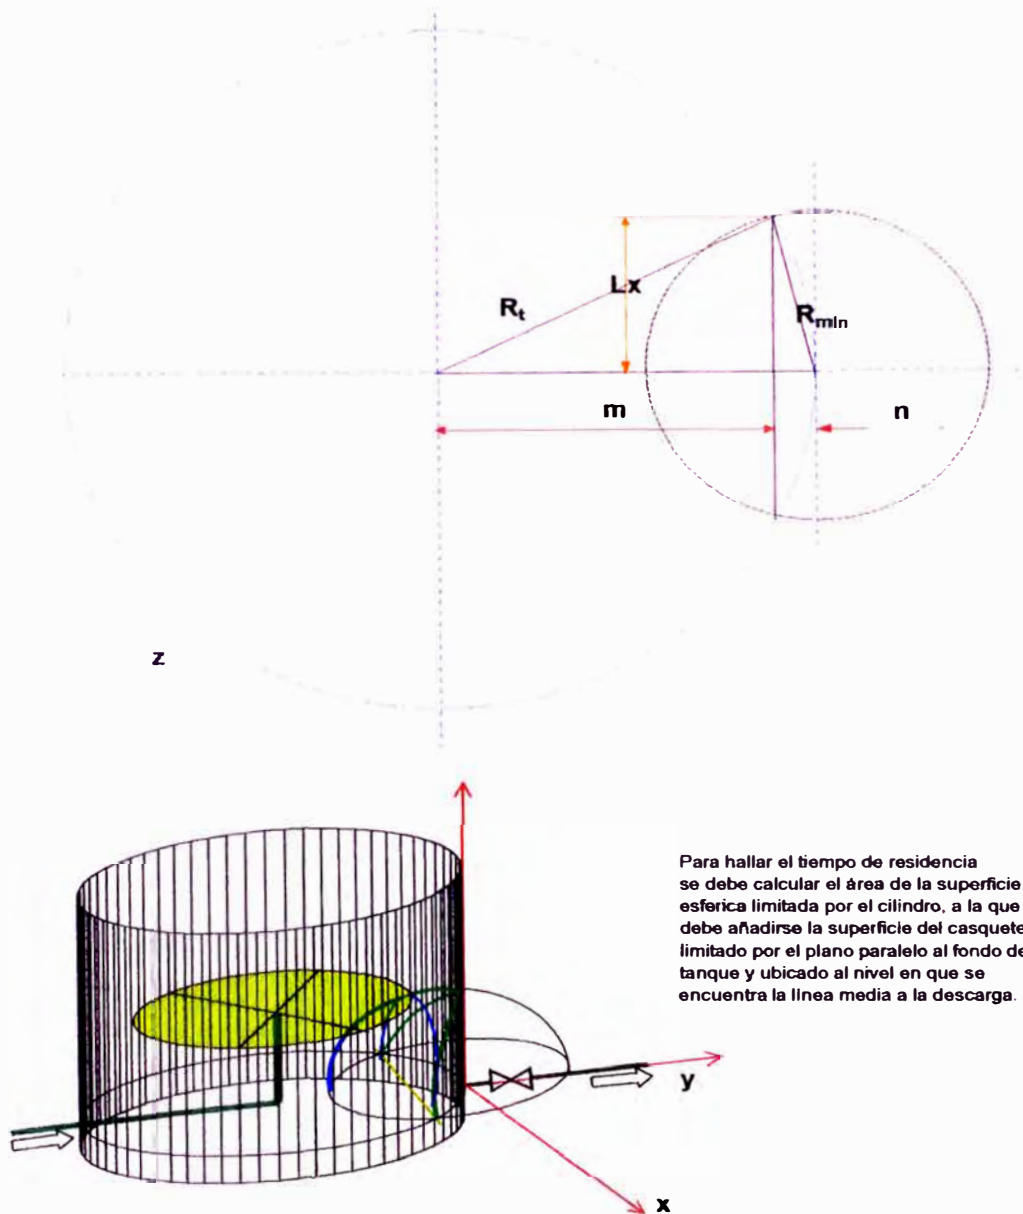 Lx
Rt
Rmin
m
n
z
Para hallar el tiempo de residencia
se debe calcular el área de la superficie
esferica limitada por el cilindro, a la que
debe añadirse la superficie del casquete
limitado por el plano paralelo al fondo de
tanque y ubicado al nivel en que se
encuentra la línea media a la descarga.
y
x